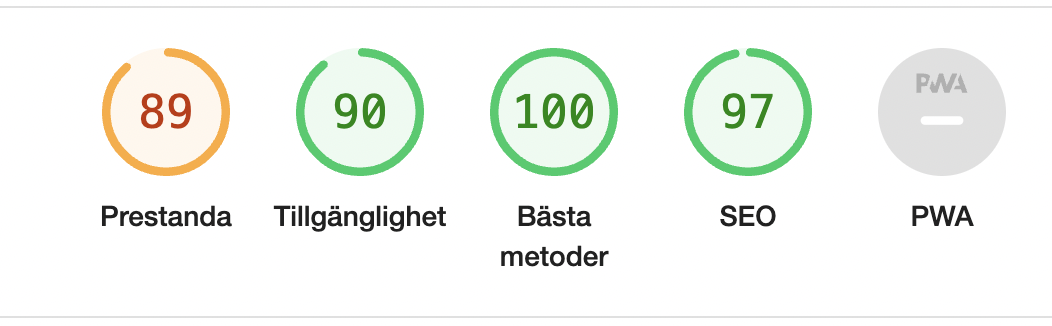 89
90
100
97
PWA
Prestanda
Tillgänglighet
Bästa
metoder
SEO
PWA